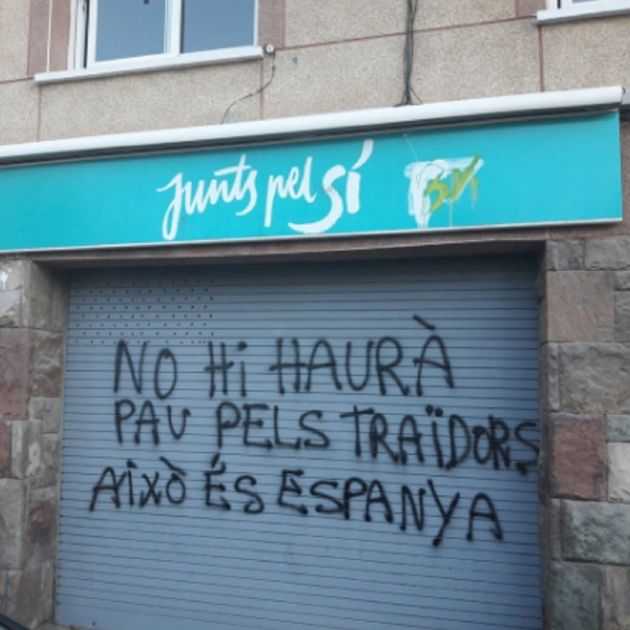 Junts pel Sí
NO Hi HAURÀ
PAU PELS TRAÏDORS
AiXÒ ÉS ESPANYA